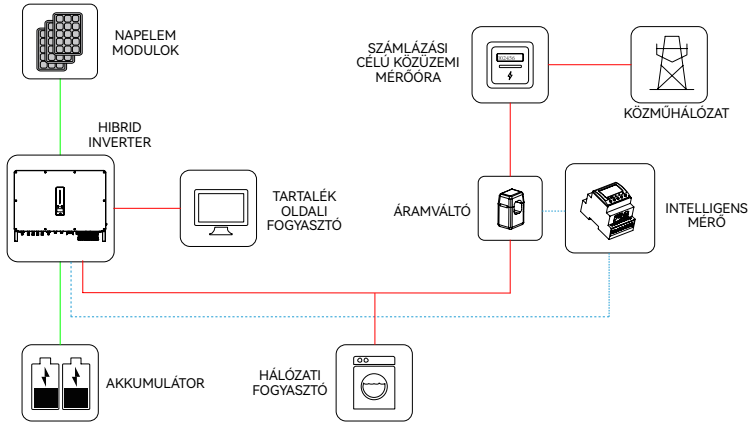 NAPELEM
MODULOK
SZÁMLÁZÁSI
CÉLÚ KÖZÜZEMI
MÉRŐÓRA
KÖZMŰHÁLÓZAT
HIBRID
INVERTER
TARTALÉK
OLDALI
FOGYASZTÓ
ÁRAMVÁLTÓ
INTELLIGENS
MÉRŐ
AKKUMULÁTOR
HÁLÓZATI
FOGYASZTÓ